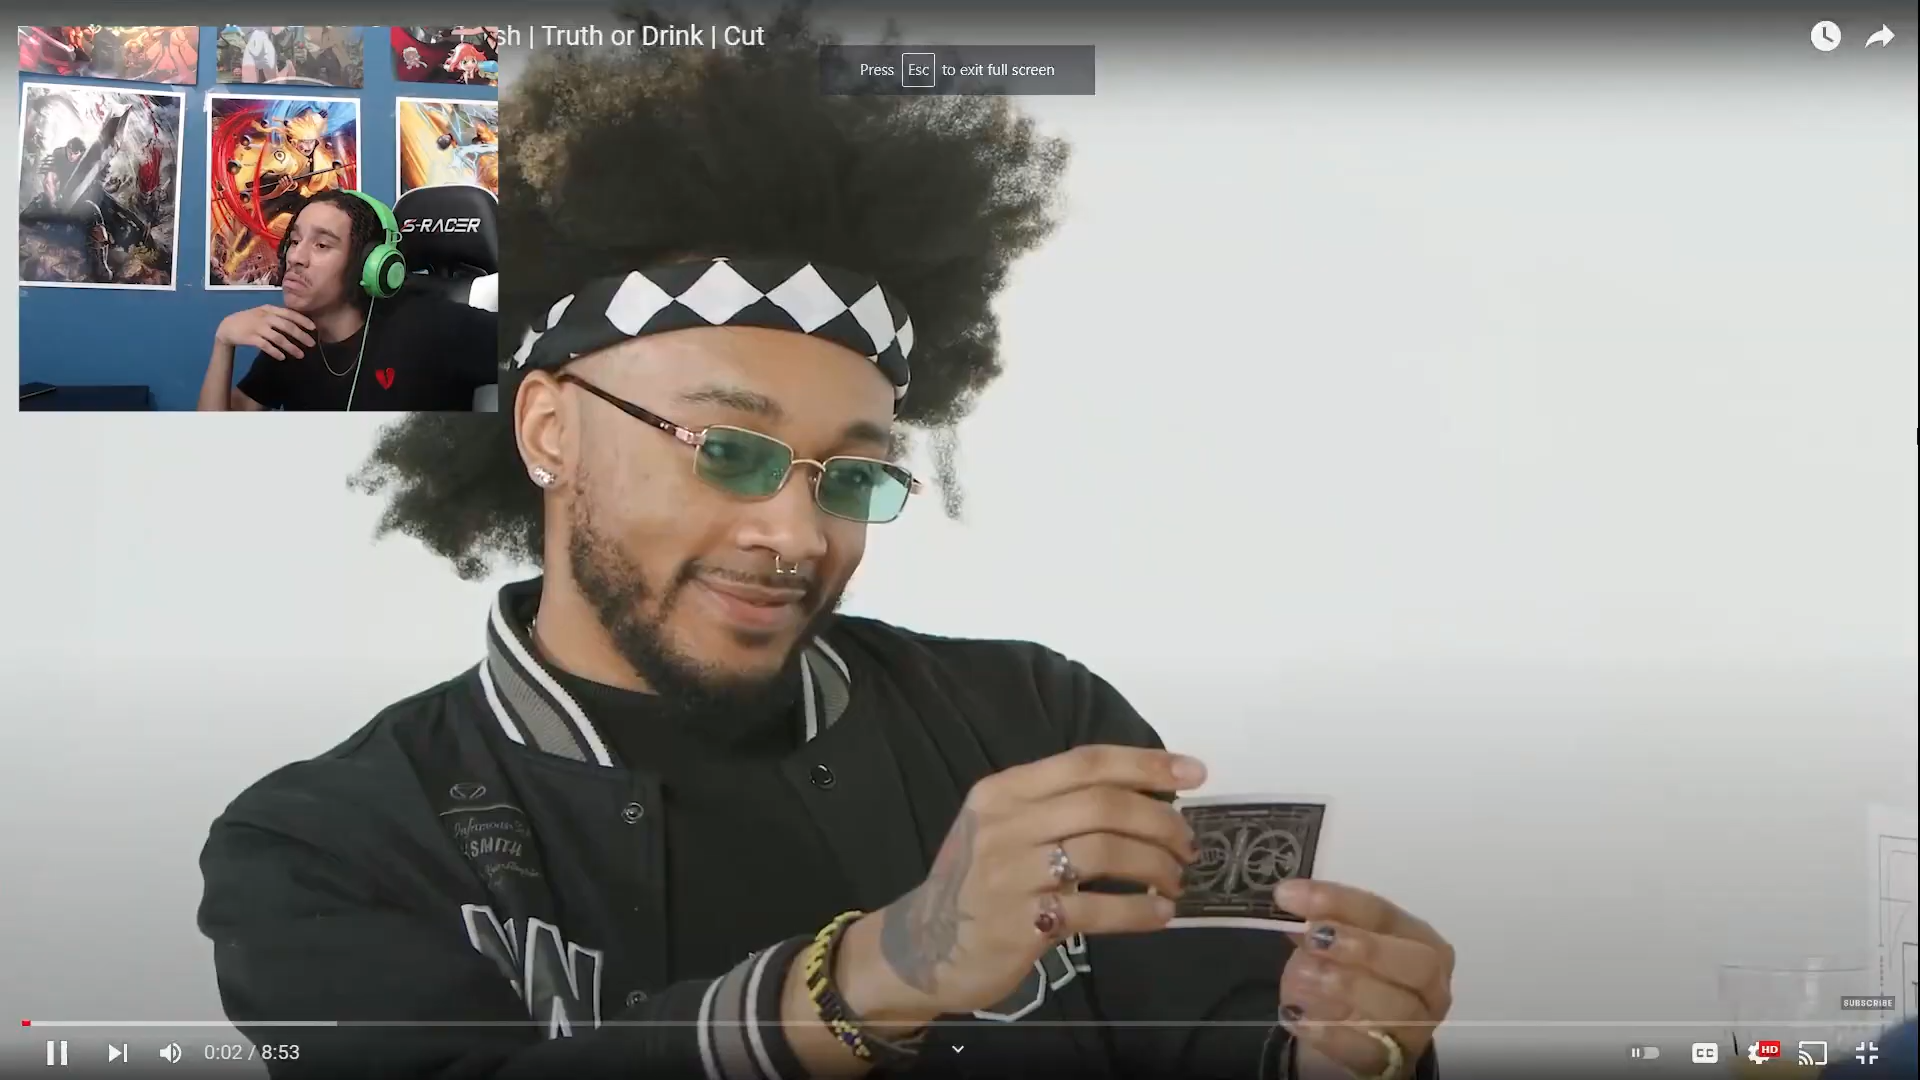 sh | Truth or Drink | Cut
Press Esc to exit full screen
S-RACER
SMITH
W
SUBSCRIBE
0:02 / 8:53
CC
HD